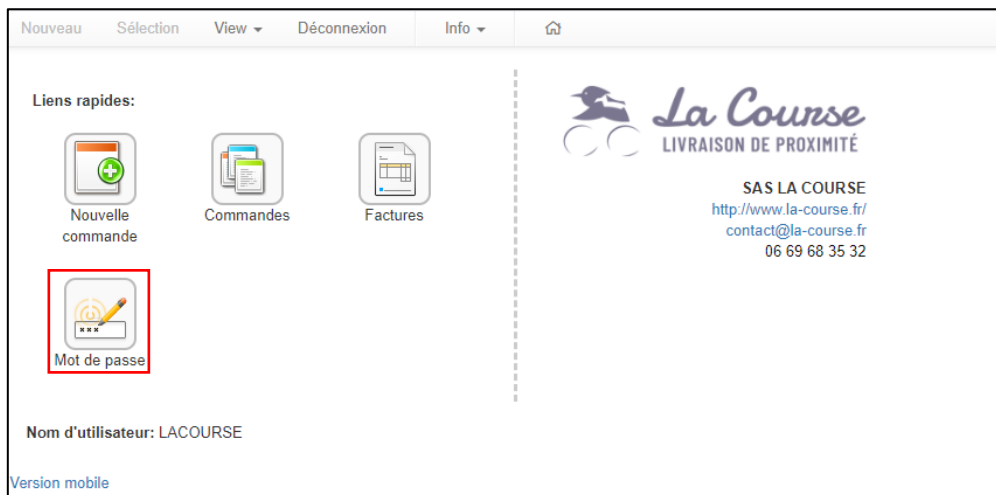 Nouveau Sélection View Déconnexion Info
Liens rapides:
Nouvelle
commande
Commandes
Factures
***
Mot de passe
Nom d'utilisateur: LACOURSE
Version mobile
La Course
LIVRAISON DE PROXIMITÉ
SAS LA COURSE
http://www.la-course.fr/
contact@la-course.fr
06 69 68 35 32